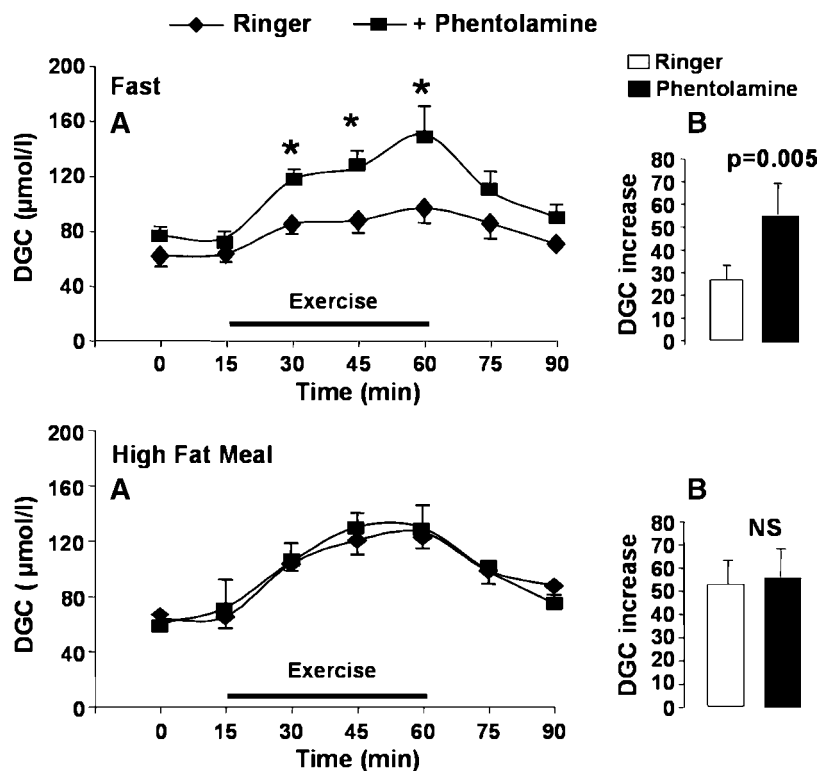 Ringer + Phentolamine
Fast
A
DGC (μmol/l)
200
160
120
80
40
0
* * *
Exercise
0 15 30 45 60 75 90
Time (min)
Ringer
Phentolamine
B
p=0.005
DGC increase
80
70
60
50
40
30
20
10
0
High Fat Meal
A
DGC ( μmol/l)
200
160
120
80
40
0
Exercise
0 15 30 45 60 75 90
Time (min)
B
NS
DGC increase
80
70
60
50
40
30
20
10
0